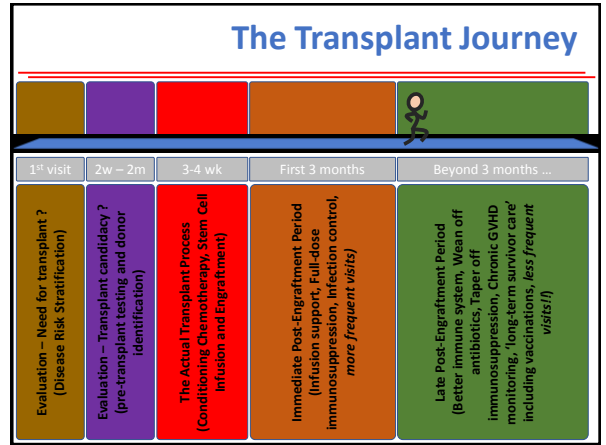 The Transplant Journey
1st visit
2w – 2m
3-4 wk
First 3 months
Beyond 3 months ...
Evaluation – Need for transplant ?
(Disease Risk Stratification)
Evaluation – Transplant candidacy ?
(pre-transplant testing and donor
identification)
The Actual Transplant Process
(Conditioning Chemotherapy, Stem Cell
Infusion and Engraftment)
Immediate Post-Engraftment Period
(Infusion support, Full-dose
immunosuppression, Infection control,
more frequent visits)
Late Post-Engraftment Period
(Better immune system, Wean off
antibiotics, Taper off
immunosuppression, Chronic GVHD
monitoring, 'long-term survivor care'
including vaccinations, less frequent
visits!!)